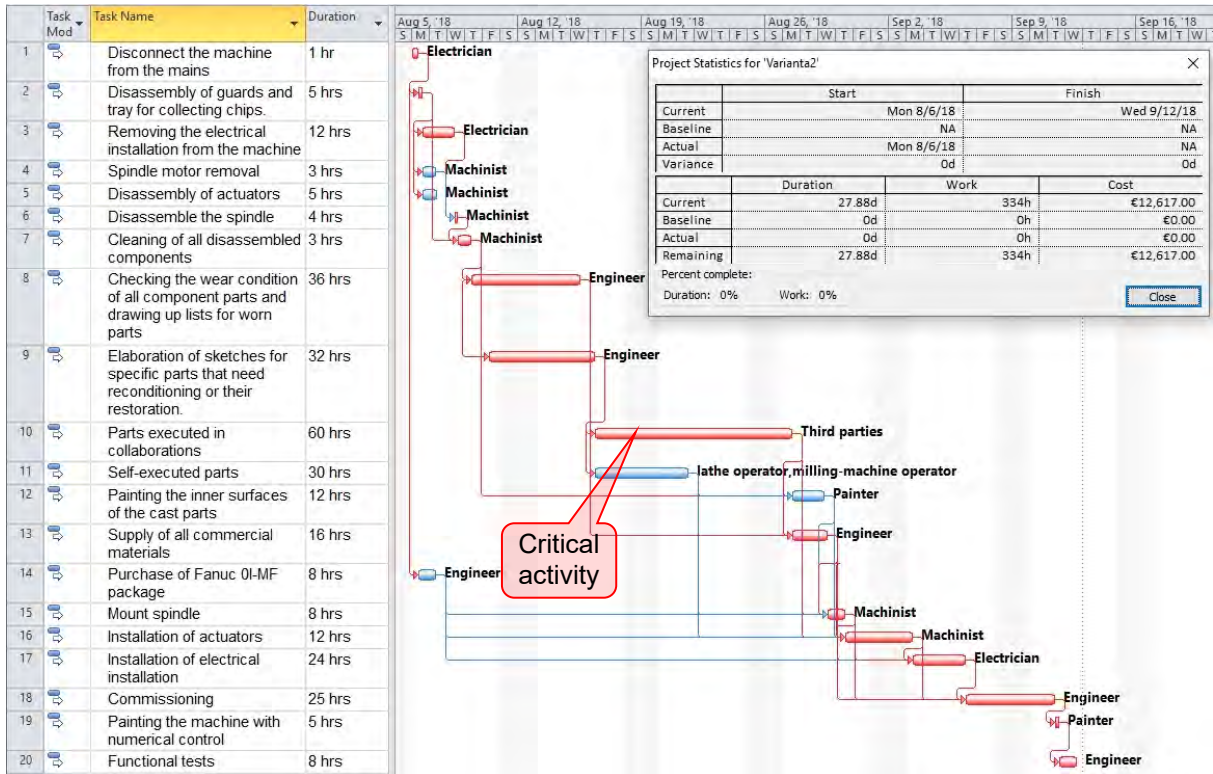 Task Mod Task Name Duration
Aug 5, '18 Aug 12, '18 Aug 19, '18 Aug 26, '18 Sep 2, '18 Sep 9, '18 Sep 16, '18
S M T W T F S S M T W T F S S M T W T F S S M T W T F S S M T W T F S S M T W T F S S M T W
1 Disconnect the machine from the mains 1 hr
Electrician
2 Disassembly of guards and tray for collecting chips. 5 hrs
3 Removing the electrical installation from the machine 12 hrs
Electrician
4 Spindle motor removal 3 hrs
Machinist
5 Disassembly of actuators 5 hrs
Machinist
6 Disassemble the spindle 4 hrs
Machinist
7 Cleaning of all disassembled components 3 hrs
Machinist
8 Checking the wear condition of all component parts and drawing up lists for worn parts 36 hrs
Engineer
9 Elaboration of sketches for specific parts that need reconditioning or their restoration. 32 hrs
Engineer
10 Parts executed in collaborations 60 hrs
Third parties
11 Self-executed parts 30 hrs
lathe operator,milling-machine operator
12 Painting the inner surfaces of the cast parts 12 hrs
Painter
13 Supply of all commercial materials 16 hrs
Engineer
14 Purchase of Fanuc 0I-MF package 8 hrs
Engineer
15 Mount spindle 8 hrs
Machinist
16 Installation of actuators 12 hrs
Machinist
17 Installation of electrical installation 24 hrs
Electrician
18 Commissioning 25 hrs
Engineer
19 Painting the machine with numerical control 5 hrs
Painter
20 Functional tests 8 hrs
Engineer
Critical
activity
Project Statistics for 'Varianta2'
Start Finish
Current Mon 8/6/18 Wed 9/12/18
Baseline NA NA
Actual Mon 8/6/18 NA
Variance 0d 0d
Duration Work Cost
Current 27.88d 334h €12,617.00
Baseline 0d 0h €0.00
Actual 0d 0h €0.00
Remaining 27.88d 334h €12,617.00
Percent complete:
Duration: 0% Work: 0%
Close